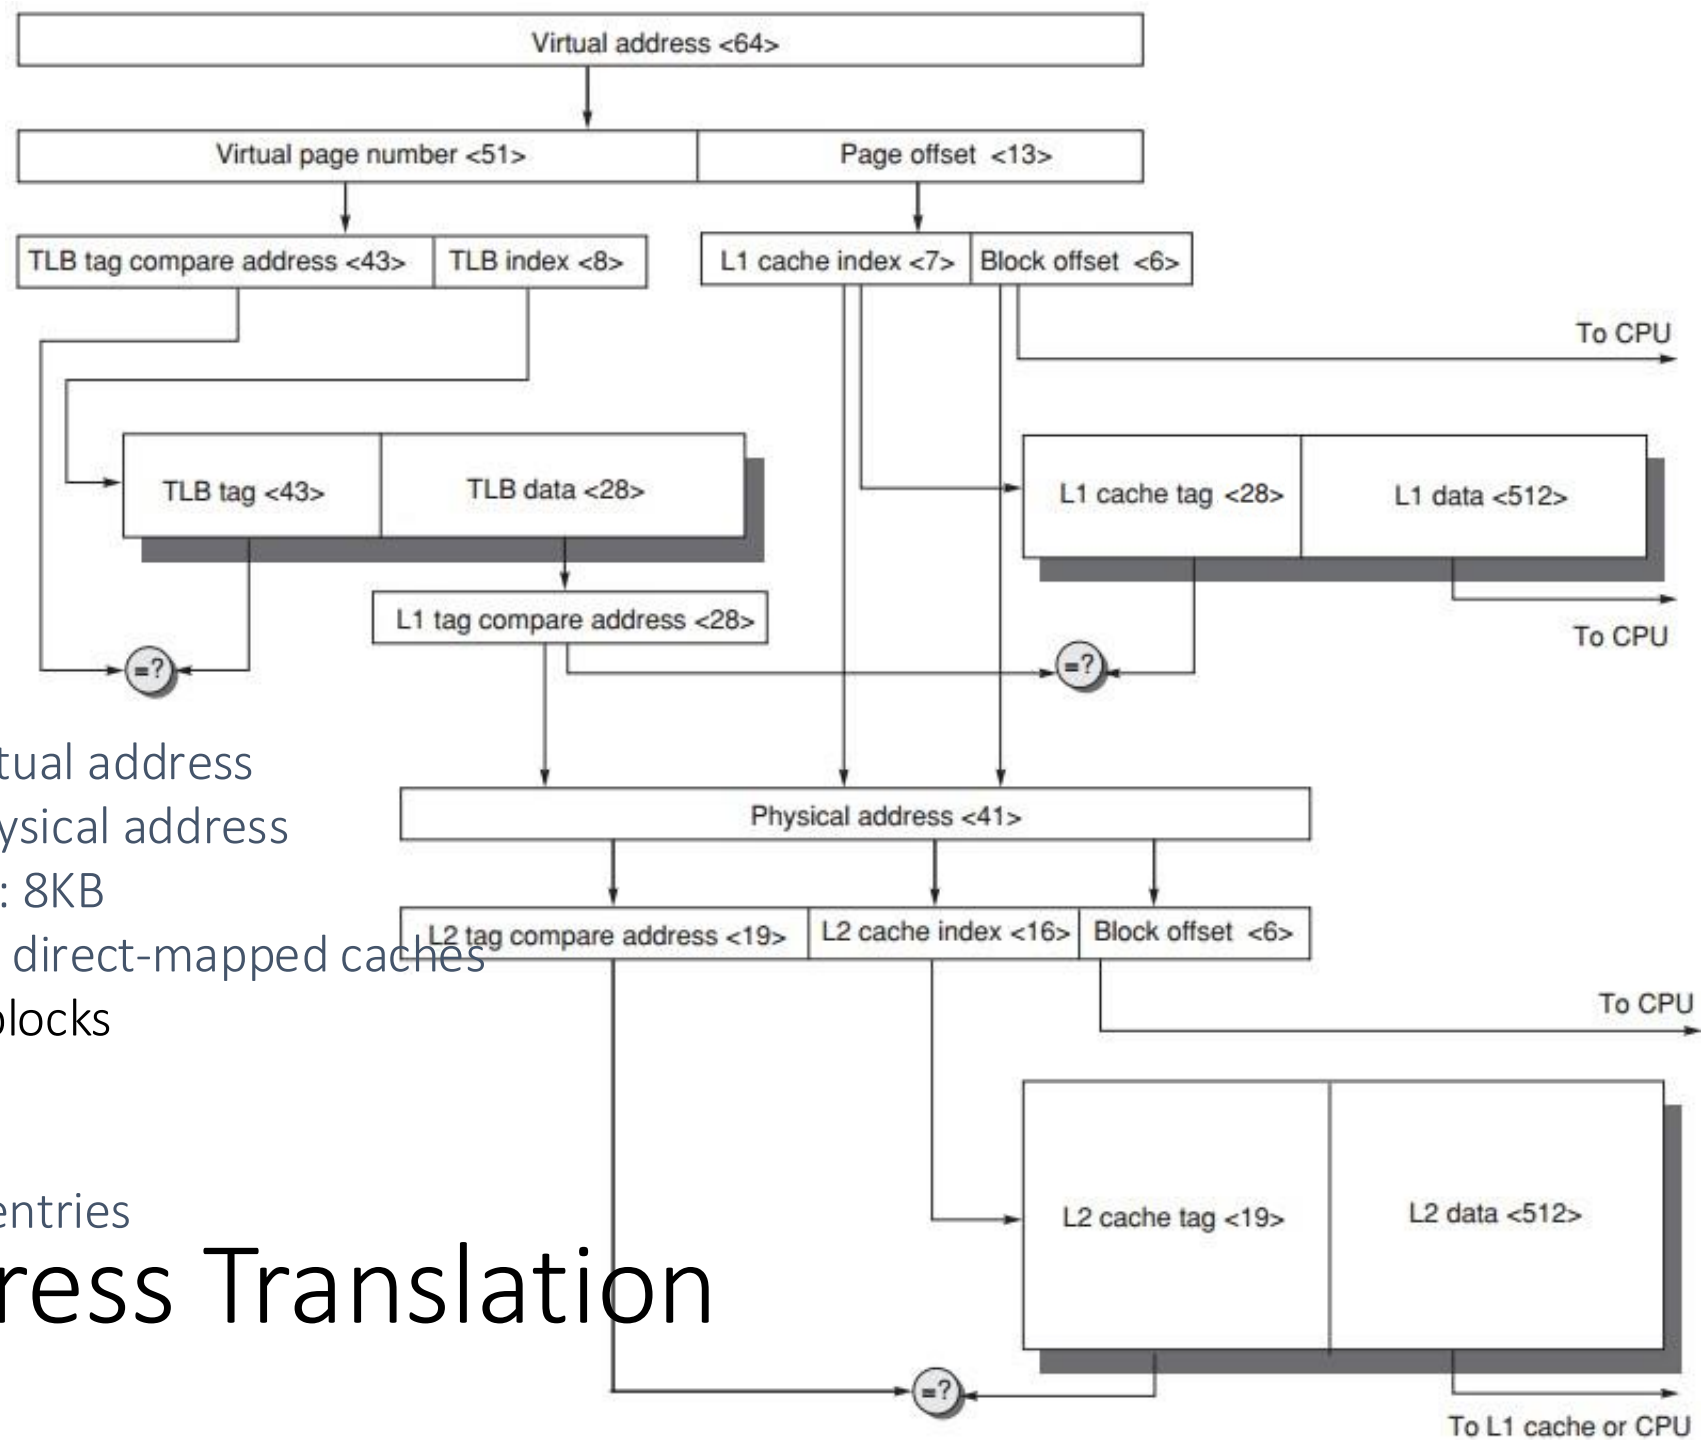 Virtual address <64>
Virtual page number <51> Page offset <13>
TLB tag compare address <43> TLB index <8> L1 cache index <7> Block offset <6>
To CPU
TLB tag <43> TLB data <28> L1 cache tag <28> L1 data <512>
L1 tag compare address <28>
To CPU
=? =?
tual address
Physical address <41>
ysical address
: 8KB
L2 tag compare address <19> L2 cache index <16> Block offset <6>
direct-mapped caches
To CPU
blocks
entries
L2 cache tag <19> L2 data <512>
ress Translation
=?
To L1 cache or CPU